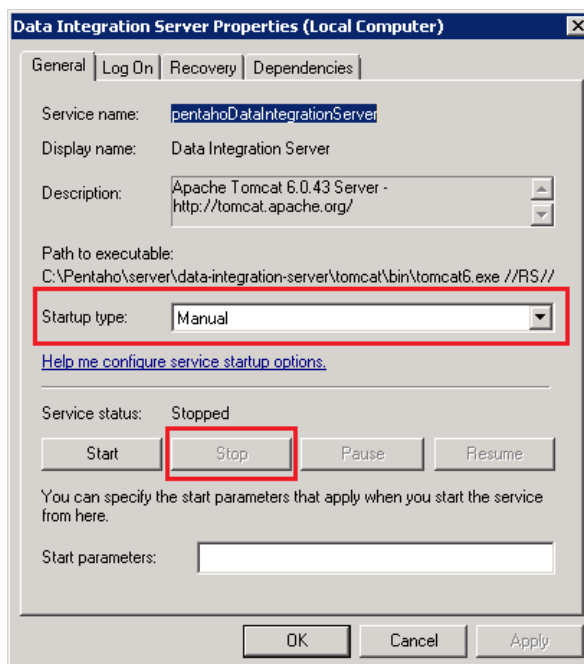 Data Integration Server Properties (Local Computer)
General Log On Recovery Dependencies
Service name: pentahoDataIntegrationServer
Display name: Data Integration Server
Description: Apache Tomcat 6.0.43 Server -
http://tomcat.apache.org/
Path to executable:
C:\Pentaho\server\data-integration-server\tomcat\bin\tomcat6.exe //RS//
Startup type: Manual
Help me configure service startup options.
Service status: Stopped
Start Stop Pause Resume
You can specify the start parameters that apply when you start the service
from here.
Start parameters:
OK Cancel Apply